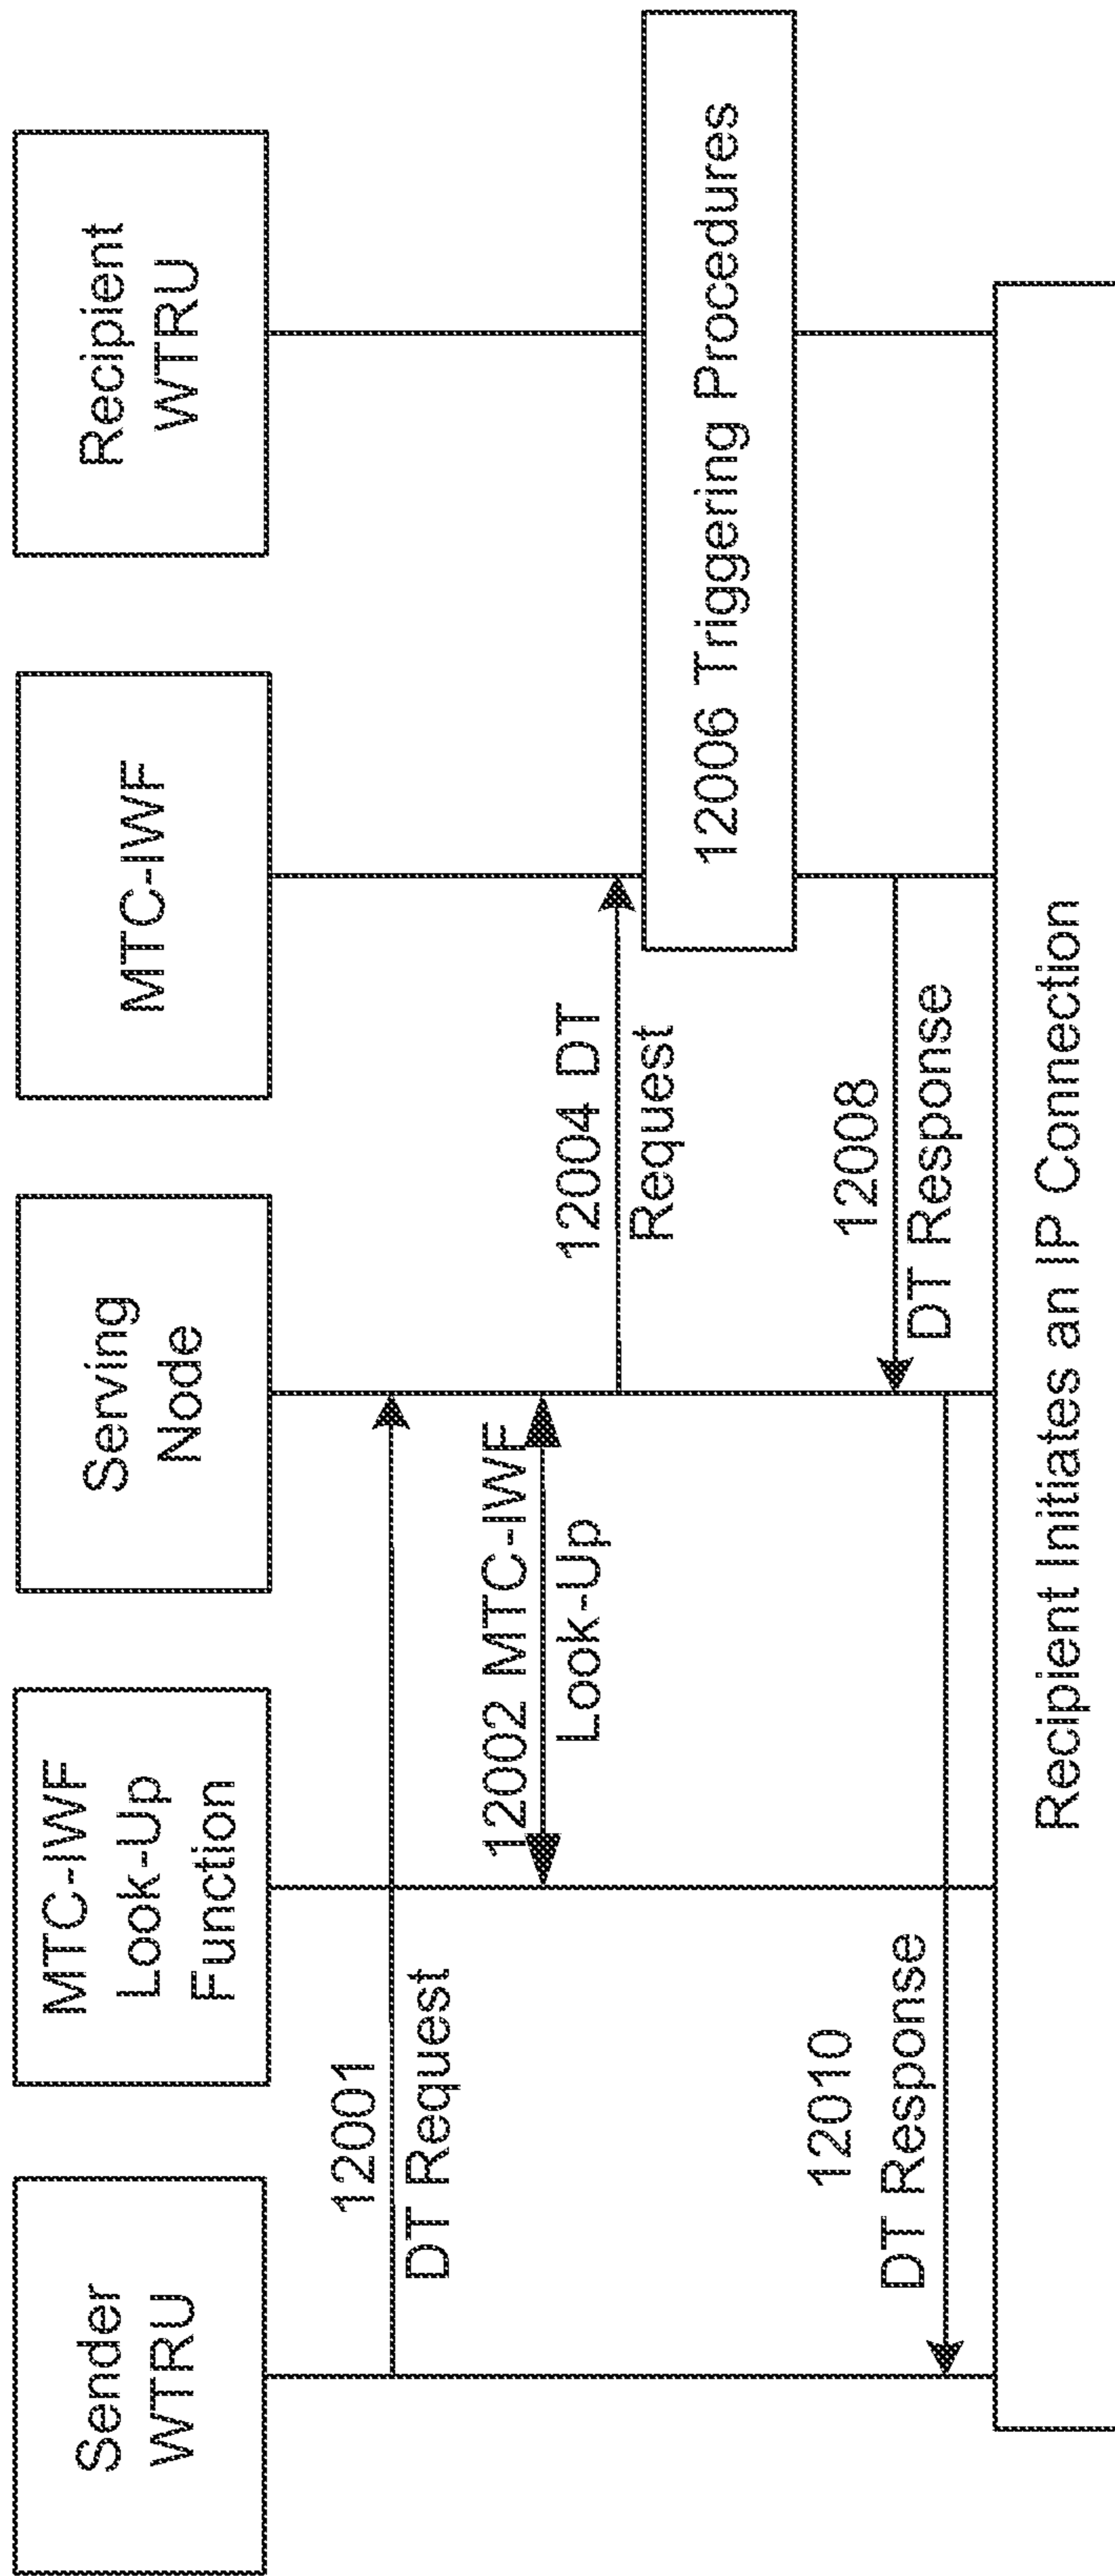 Sender
WTRU
MTC-IWF
Look-Up
Function
Serving
Node
MTC-IWF
Recipient
WTRU
12001
DT Request
12002 MTC-IWF
Look-Up
12004 DT
Request
12006 Triggering Procedures
12008
DT Response
12010
DT Response
Recipient Initiates an IP Connection